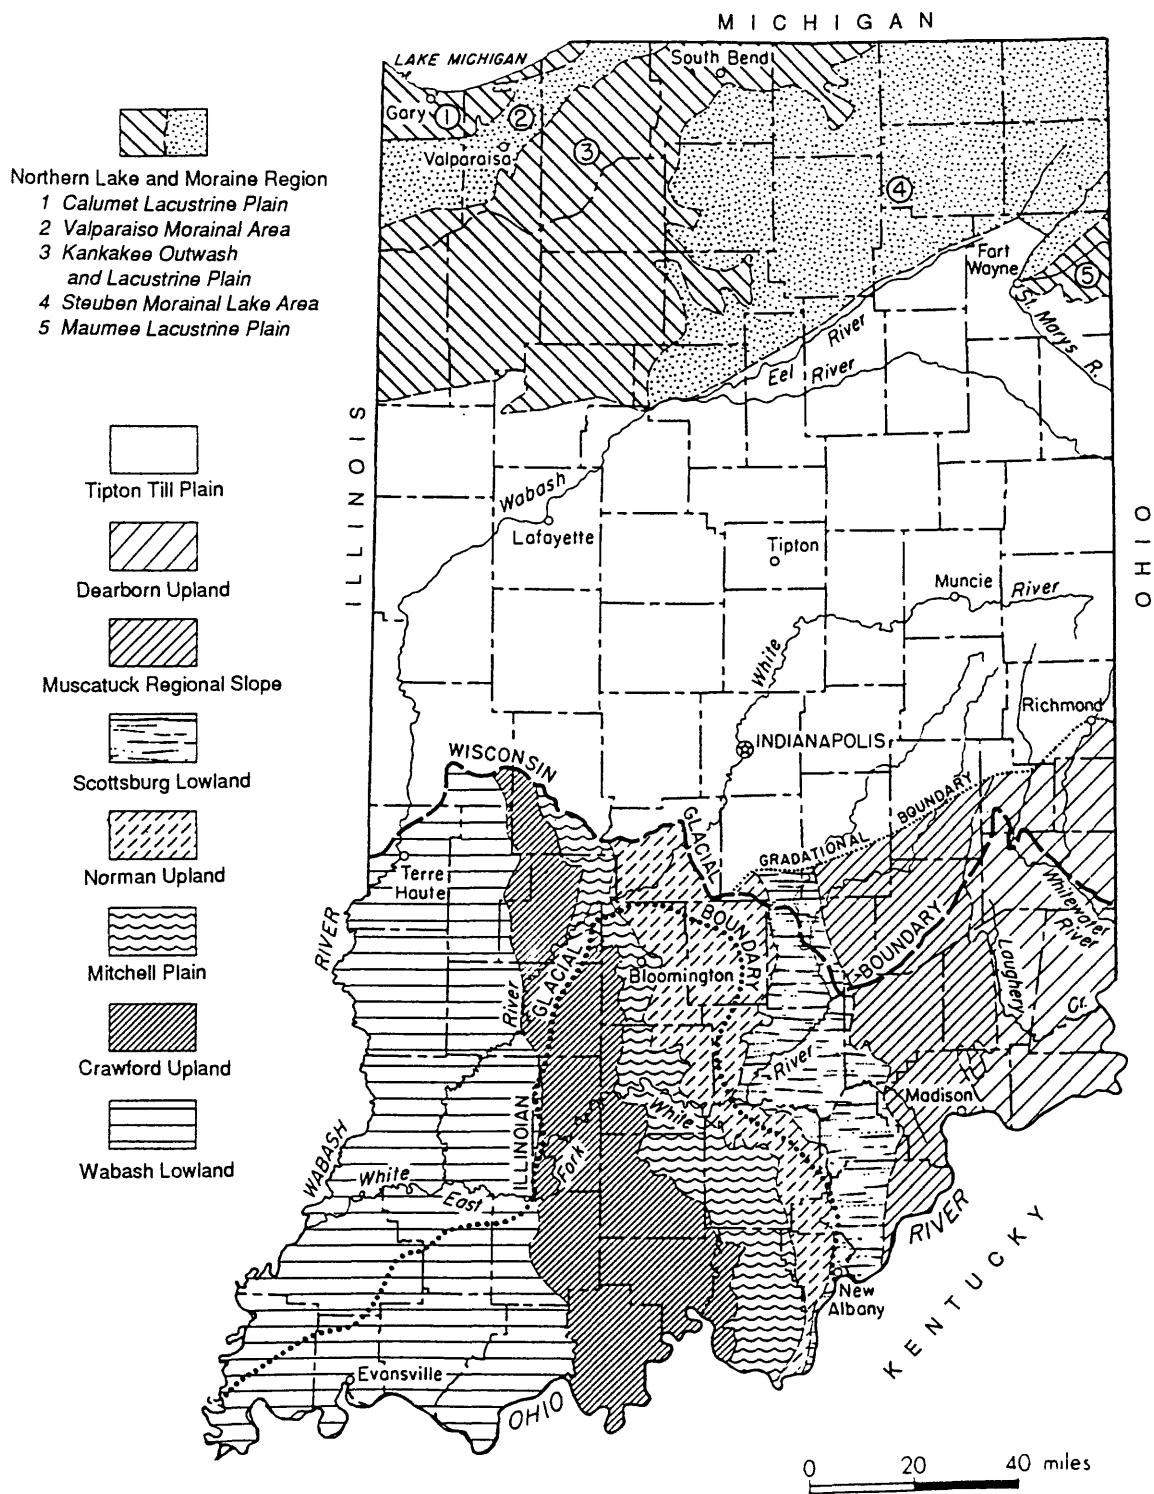 MICHIGAN
LAKE MICHIGAN
South Bend
Gary
1
2
Valparaiso
3
4
Fort
Wayne
5
St. Marys R.
Northern Lake and Moraine Region
1 Calumet Lacustrine Plain
2 Valparaiso Morainal Area
3 Kankakee Outwash
and Lacustrine Plain
4 Steuben Morainal Lake Area
5 Maumee Lacustrine Plain
Eel River
River
ILLINOIS
OHIO
Wabash
Lafayette
Tipton
Muncie
River
White
Richmond
INDIANAPOLIS
Tipton Till Plain
Dearborn Upland
Muscatuck Regional Slope
Scottsburg Lowland
Norman Upland
Mitchell Plain
Crawford Upland
Wabash Lowland
WISCONSIN
GLACIAL
BOUNDARY
GRADATIONAL BOUNDARY
Terre
Haute
Whitewater
River
RIVER
GLACIAL
BOUNDARY
Bloomington
Laughery
Cr.
River
River
Madison
ILLINOIAN
White
Fork
WABASH
White
East
RIVER
KENTUCKY
New
Albany
Evansville
OHIO
0 20 40 miles